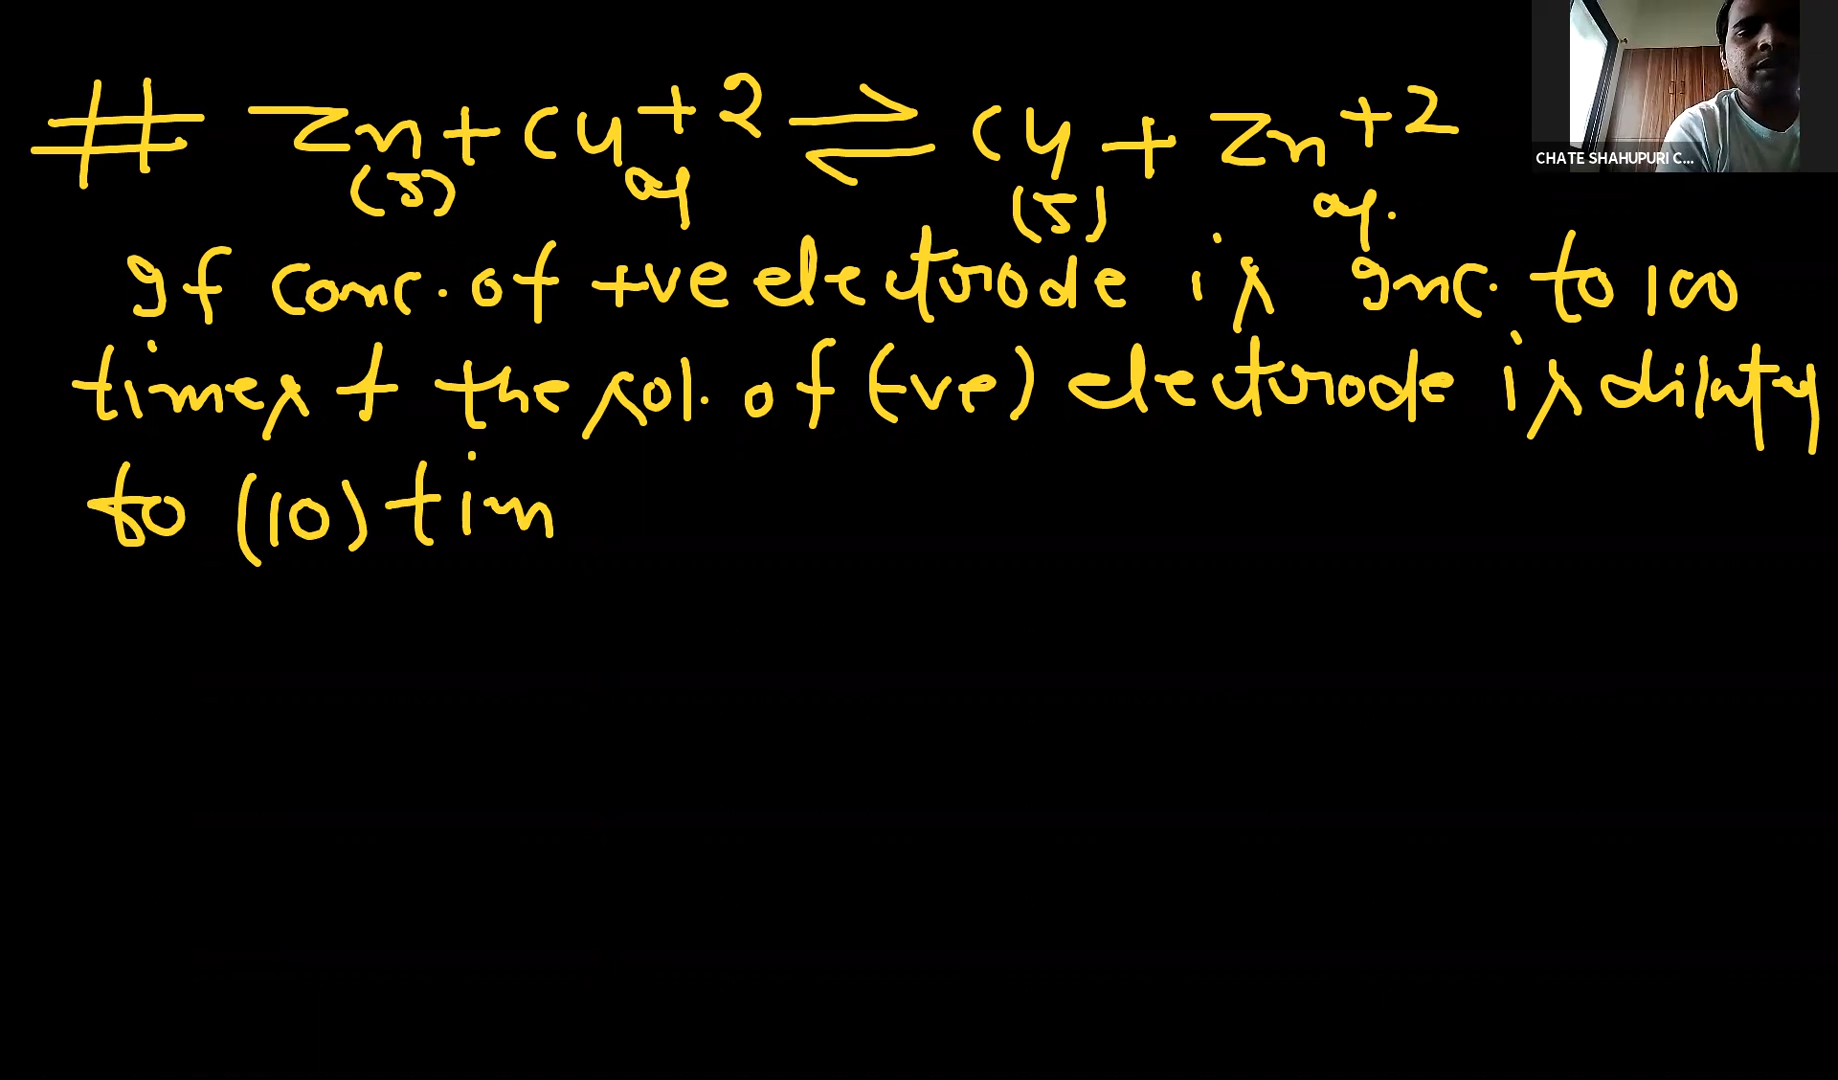 # Zn + Cu+2 ⇌ Cu + Zn+2
(s) aq (s) aq.
If conc. of +ve electrode is Inc. to 100
times & the sol. of (-ve) electrode is dilute
to (10) tim
CHATE SHAHUPURI C...